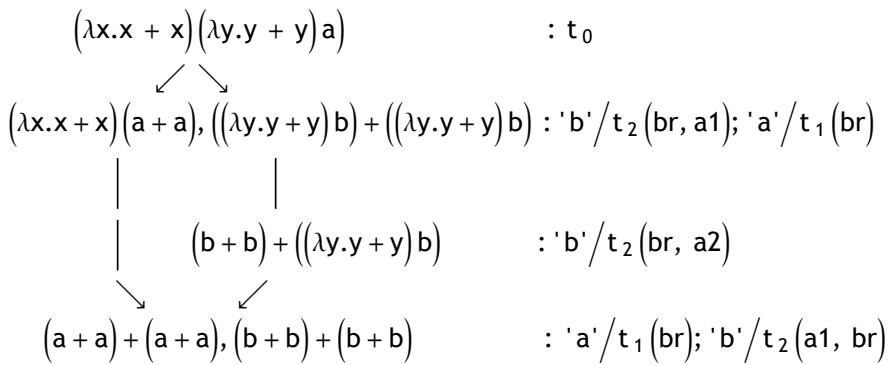 (λx.x + x)(λy.y + y)a) : t₀
(λx.x + x)(a + a), ((λy.y + y)b) + ((λy.y + y)b) : 'b'/t₂(br, a1); 'a'/t₁(br)
(b + b) + ((λy.y + y)b) : 'b'/t₂(br, a2)
(a + a) + (a + a), (b + b) + (b + b) : 'a'/t₁(br); 'b'/t₂(a1, br)